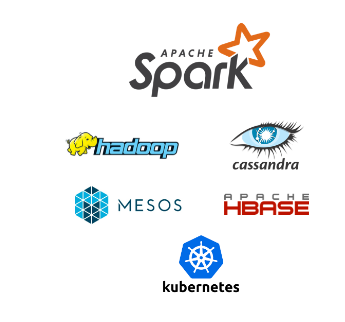 APACHE
Spark
hadoop
cassandra
MESOS
APACHE
HBASE
kubernetes